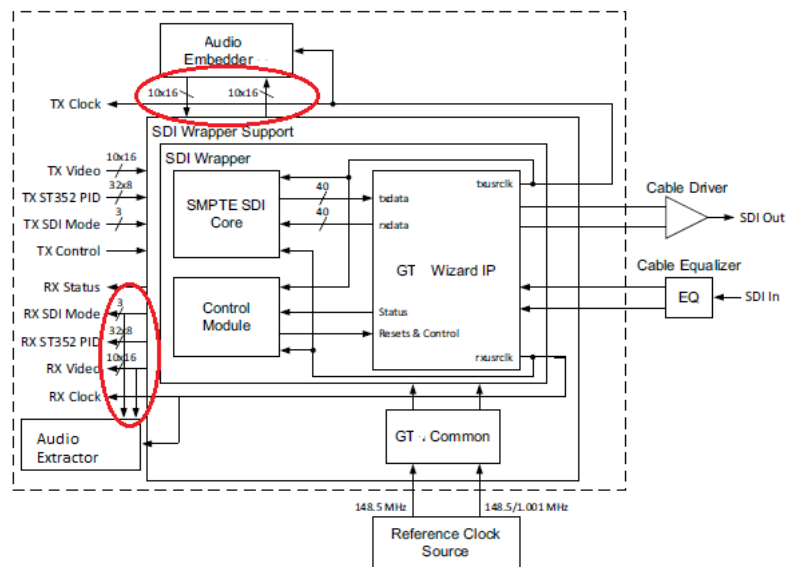 Audio
Embedder
10x16
10x16
TX Clock
SDI Wrapper Support
SDI Wrapper
TX Video
10x16
TX ST352 PID
32x8
TX SDI Mode
3
TX Control
RX Status
RX SDI Mode
3
RX ST352 PID
32x8
RX Video
10x16
RX Clock
Audio
Extractor
SMPTE SDI
Core
40
40
Control
Module
txusrclk
txdata
rxdata
GT Wizard IP
Status
Resets & Control
rxusrclk
Cable Driver
SDI Out
Cable Equalizer
EQ
SDI In
GT Common
148.5 MHz
148.5/1.001 MHz
Reference Clock
Source